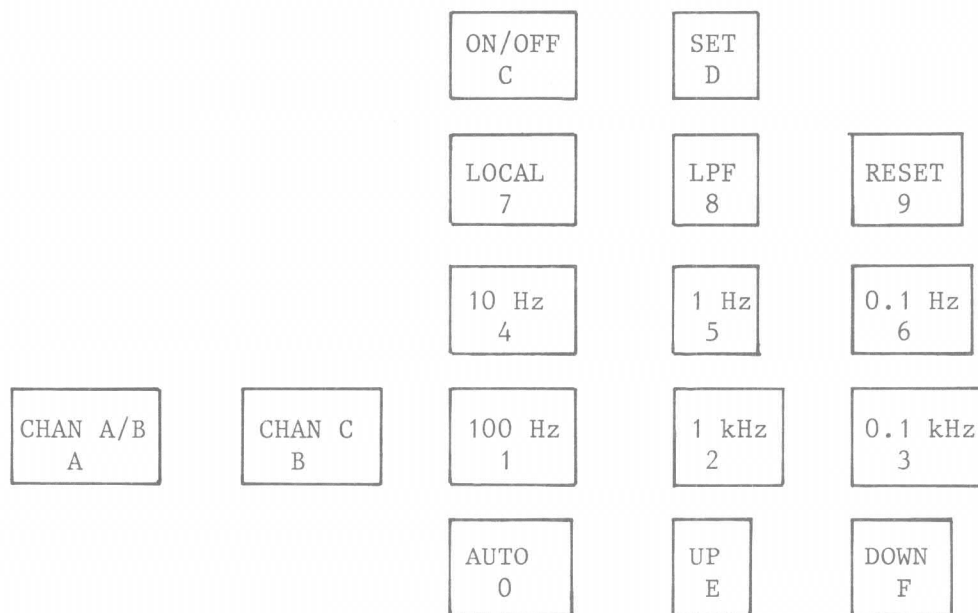 ON/OFF SET
C D
LOCAL LPF RESET
7 8 9
10 Hz 1 Hz 0.1 Hz
4 5 6
CHAN A/B CHAN C 100 Hz 1 kHz 0.1 kHz
A B 1 2 3
AUTO UP DOWN
0 E F